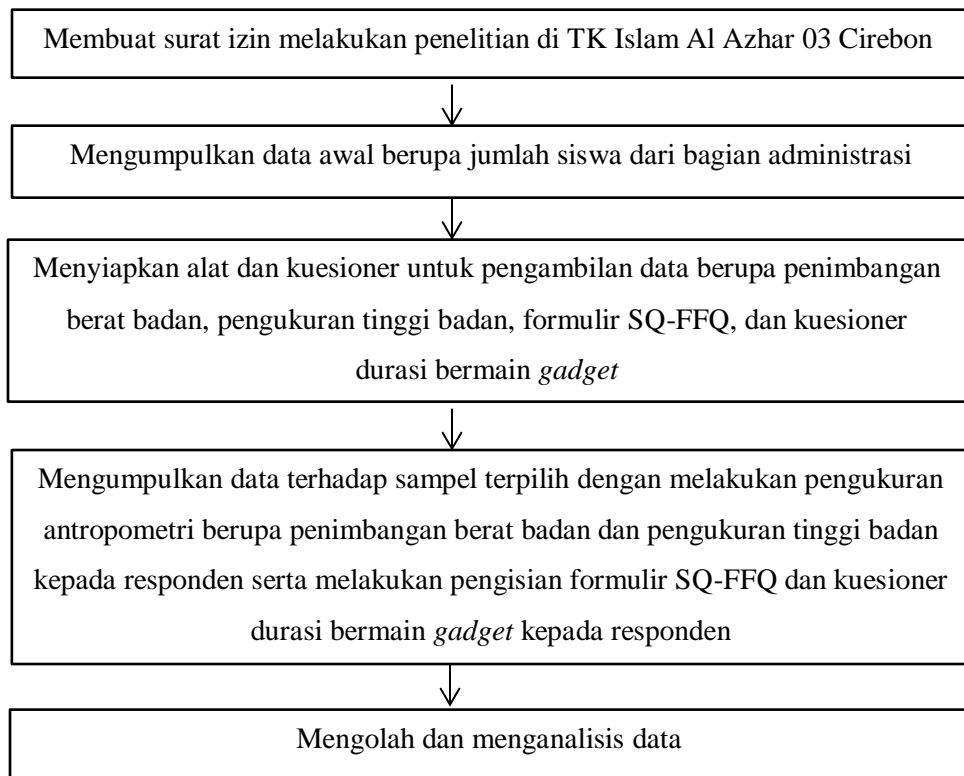 Membuat surat izin melakukan penelitian di TK Islam Al Azhar 03 Cirebon
Mengumpulkan data awal berupa jumlah siswa dari bagian administrasi
Menyiapkan alat dan kuesioner untuk pengambilan data berupa penimbangan
berat badan, pengukuran tinggi badan, formulir SQ-FFQ, dan kuesioner
durasi bermain gadget
Mengumpulkan data terhadap sampel terpilih dengan melakukan pengukuran
antropometri berupa penimbangan berat badan dan pengukuran tinggi badan
kepada responden serta melakukan pengisian formulir SQ-FFQ dan kuesioner
durasi bermain gadget kepada responden
Mengolah dan menganalisis data